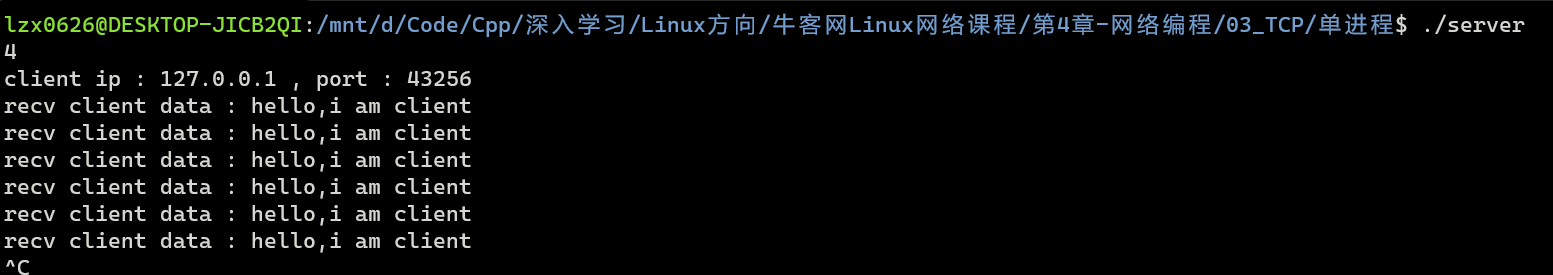 lzx0626@DESKTOP-JICB2QI:/mnt/d/Code/Cpp/深入学习/Linux方向/牛客网Linux网络课程/第4章-网络编程/03_TCP/单进程$ ./server
4
client ip : 127.0.0.1 , port : 43256
recv client data : hello,i am client
recv client data : hello,i am client
recv client data : hello,i am client
recv client data : hello,i am client
recv client data : hello,i am client
recv client data : hello,i am client
^C